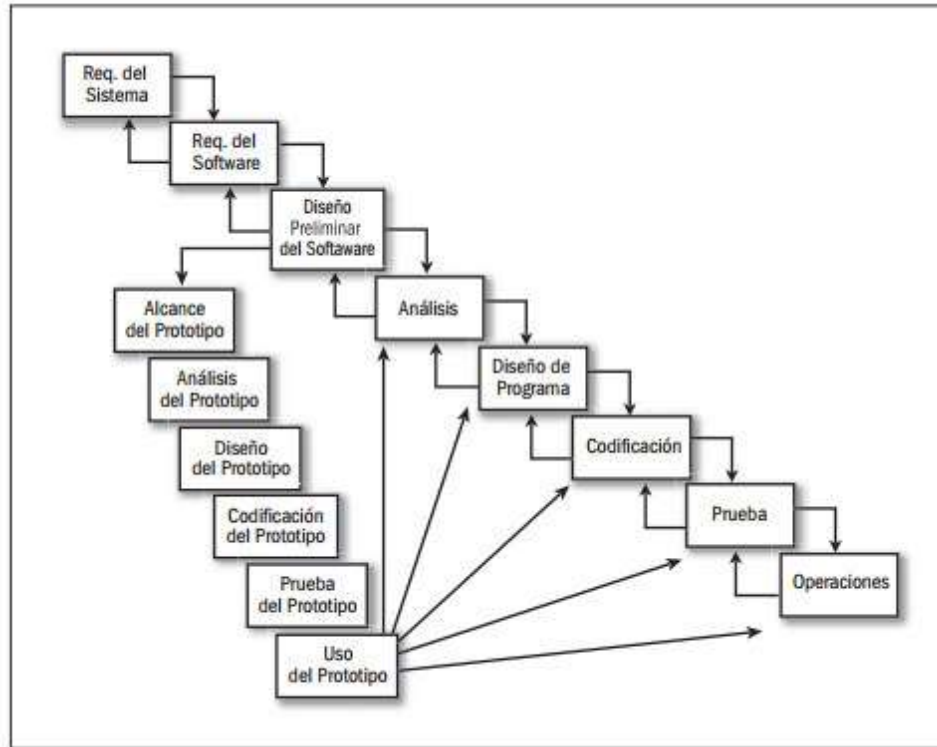 Req. del
Sistema
Req. del
Software
Diseño
Preliminar
del Softaware
Alcance
del Prototipo
Análisis
Análisis
del Prototipo
Diseño de
Programa
Diseño
del Prototipo
Codificación
Codificación
del Prototipo
Prueba
Prueba
del Prototipo
Operaciones
Uso
del Prototipo